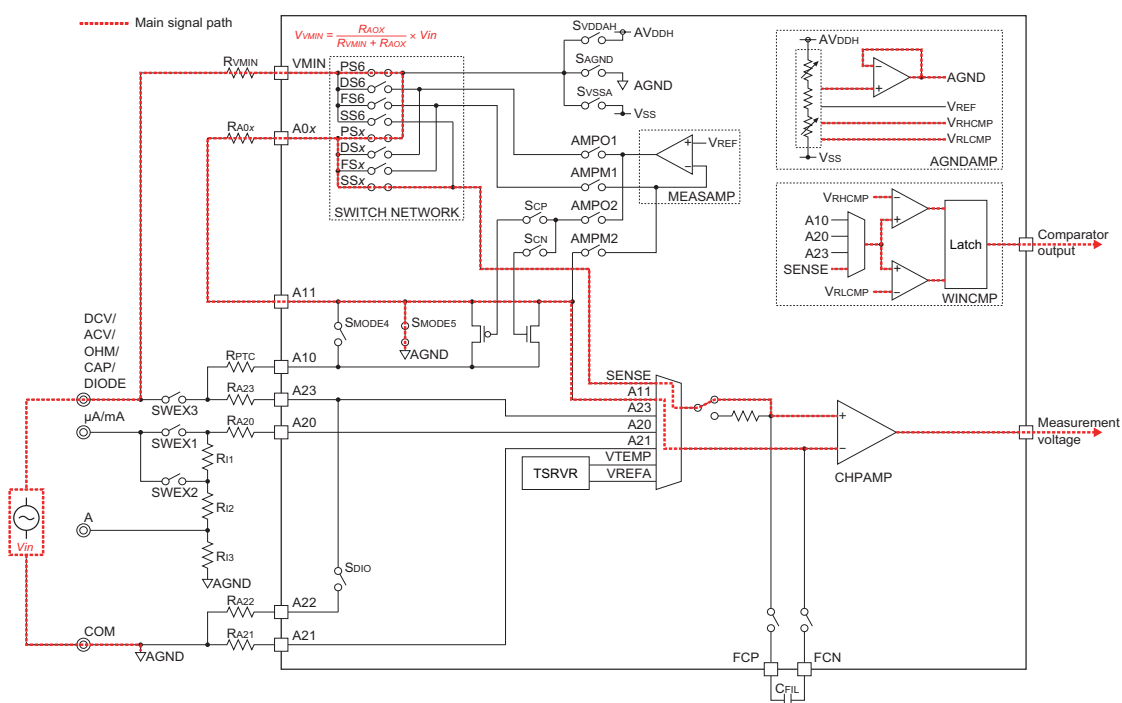 Main signal path
VVMIN = RAOX / RVMIN + RAOX × Vin
SVDDAH
AVDDH
SAGND
AGND
SVSSA
VSS
RVMIN
VMIN
PS6
DS6
FS6
SS6
RA0x
A0x
PSx
DSx
FSx
SSx
SWITCH NETWORK
AMPO1
AMPM1
AMPO2
AMPM2
VREF
MEASAMP
SCP
SCN
AVDDH
AGND
VREF
VRHCMP
VRLCMP
VSS
AGNDAMP
VRHCMP
A10
A20
A23
SENSE
VRLCMP
Latch
WINCMP
Comparator
output
A11
SMODE4
SMODE5
AGND
DCV/
ACV/
OHM/
CAP/
DIODE
RPTC
A10
RA23
A23
SWEX3
µA/mA
SWEX1
RA20
A20
RI1
SWEX2
RI2
A
RI3
AGND
Vin
SENSE
A11
A23
A20
A21
VTEMP
VREFA
TSRVR
CHPAMP
Measurement
voltage
SDIO
RA22
A22
COM
RA21
A21
AGND
FCP
FCN
CFIL